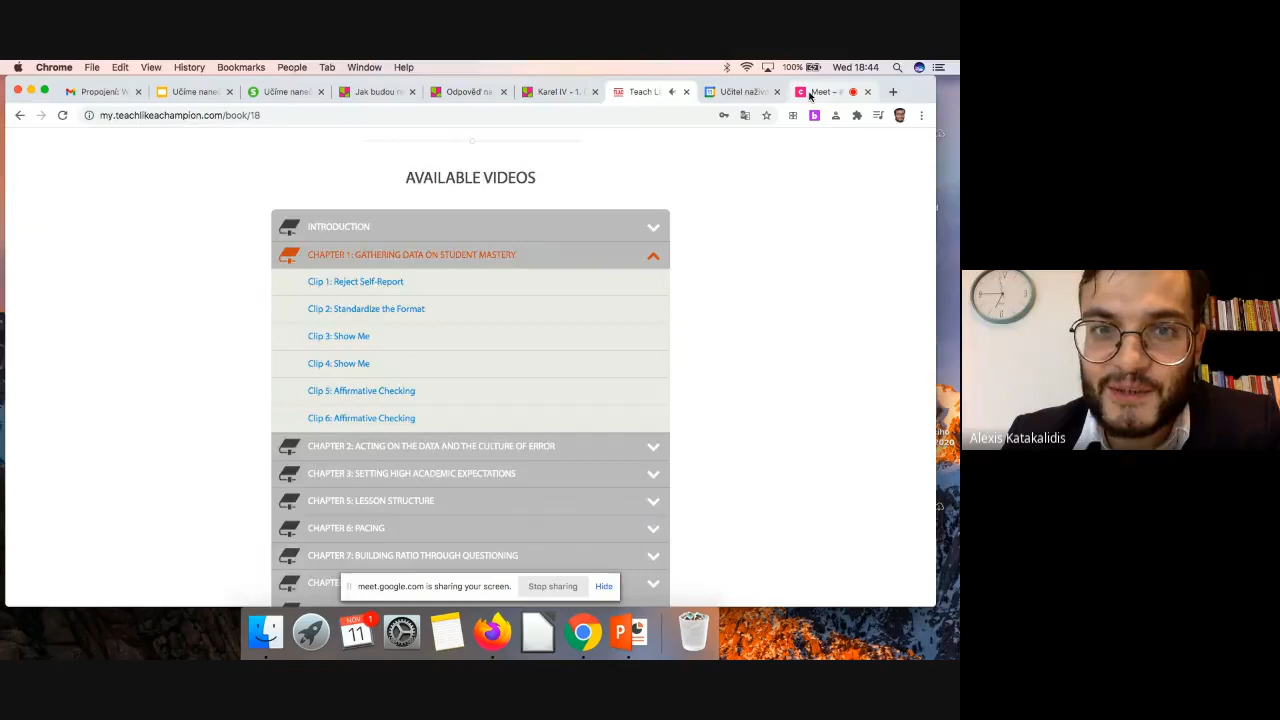 Chrome File Edit View History Bookmarks People Tab Window Help 100% Wed 18:44
Propojení: W Učíme nane Učíme nane Jak budou r Odpověď na Karel IV - 1. Teach Li Učitel naživo Meet –
my.teachlikeachampion.com/book/18
AVAILABLE VIDEOS
INTRODUCTION
CHAPTER 1: GATHERING DATA ON STUDENT MASTERY
Clip 1: Reject Self-Report
Clip 2: Standardize the Format
Clip 3: Show Me
Clip 4: Show Me
Clip 5: Affirmative Checking
Clip 6: Affirmative Checking
CHAPTER 2: ACTING ON THE DATA AND THE CULTURE OF ERROR
CHAPTER 3: SETTING HIGH ACADEMIC EXPECTATIONS
CHAPTER 5: LESSON STRUCTURE
CHAPTER 6: PACING
CHAPTER 7: BUILDING RATIO THROUGH QUESTIONING
CHAPTE
meet.google.com is sharing your screen. Stop sharing Hide
NOV 1
11
P
2020
Alexis Katakalidis